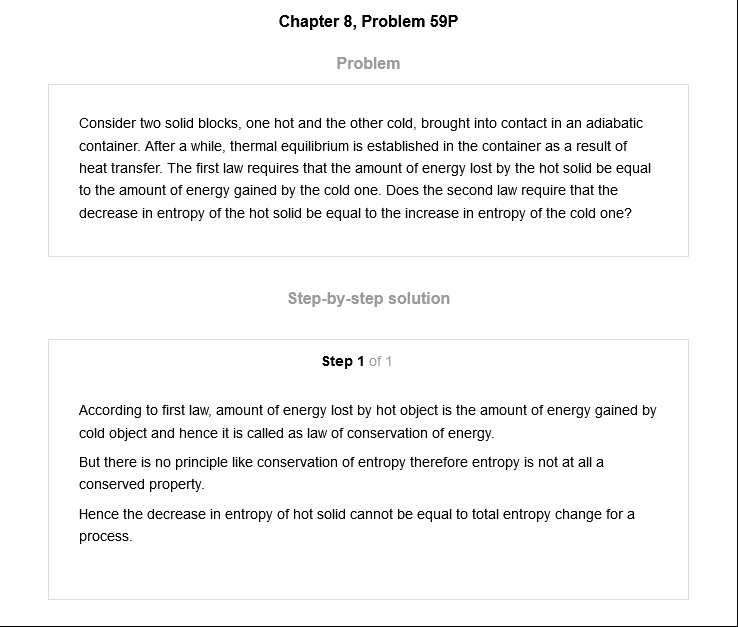 Chapter 8, Problem 59P
Problem
Consider two solid blocks, one hot and the other cold, brought into contact in an adiabatic
container. After a while, thermal equilibrium is established in the container as a result of
heat transfer. The first law requires that the amount of energy lost by the hot solid be equal
to the amount of energy gained by the cold one. Does the second law require that the
decrease in entropy of the hot solid be equal to the increase in entropy of the cold one?
Step-by-step solution
Step 1 of 1
According to first law, amount of energy lost by hot object is the amount of energy gained by
cold object and hence it is called as law of conservation of energy.
But there is no principle like conservation of entropy therefore entropy is not at all a
conserved property.
Hence the decrease in entropy of hot solid cannot be equal to total entropy change for a
process.